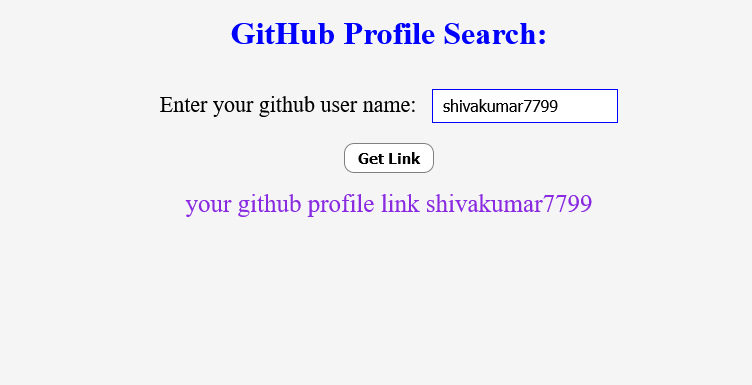 GitHub Profile Search:
Enter your github user name: shivakumar7799
Get Link
your github profile link shivakumar7799